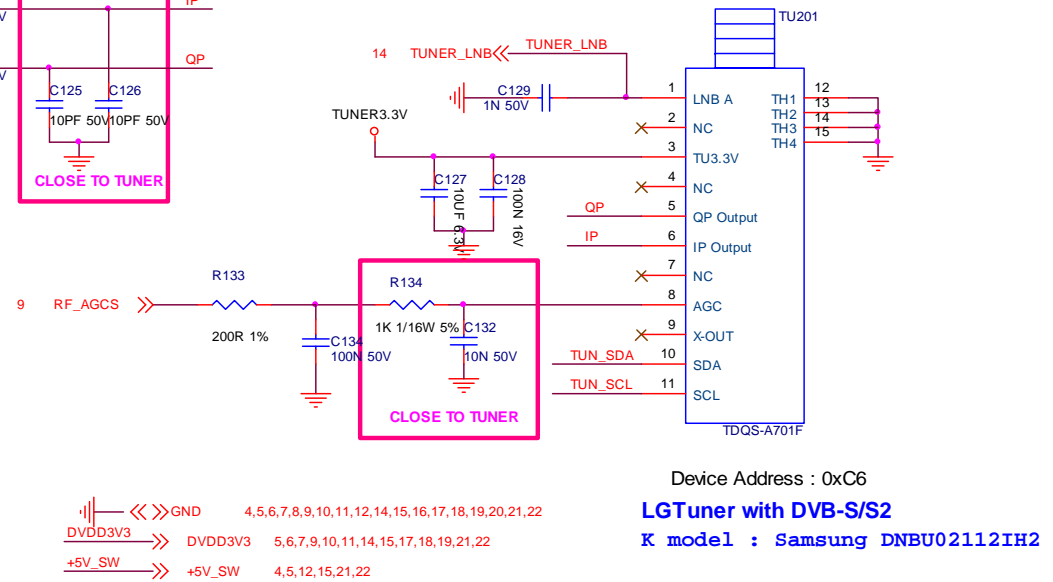 V
IP
QP
V
C125
C126
10PF 50V
10PF 50V
CLOSE TO TUNER
TU201
14
TUNER_LNB
TUNER_LNB
C129
1N 50V
TUNER3.3V
C127
10UF 6.3V
C128
100N 16V
QP
IP
1
LNB A
2
NC
3
TU3.3V
4
NC
5
QP Output
6
IP Output
7
NC
8
AGC
9
X-OUT
10
SDA
11
SCL
TH1
12
TH2
13
TH3
14
TH4
15
9
RF_AGCS
R133
200R 1%
C134
100N 50V
R134
1K 1/16W 5%
C132
10N 50V
CLOSE TO TUNER
TUN_SDA
TUN_SCL
TDQS-A701F
Device Address : 0xC6
LGTuner with DVB-S/S2
K model : Samsung DNBU02112IH2
GND 4,5,6,7,8,9,10,11,12,14,15,16,17,18,19,20,21,22
DVDD3V3
DVDD3V3 5,6,7,9,10,11,14,15,17,18,19,21,22
+5V_SW
+5V_SW 4,5,12,15,21,22